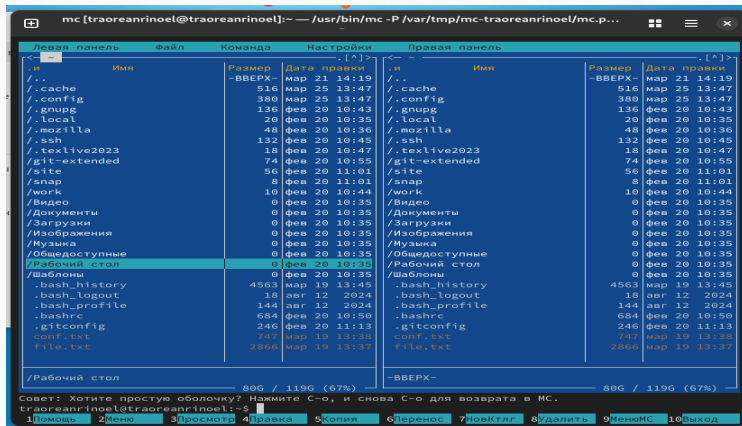 mc [traoreanrinoel@traoreanrinoel]:~ — /usr/bin/mc -P /var/tmp/mc-traoreanrinoel/mc.p...
Левая панель Файл Команда Настройки Правая панель
<- ~ .[^]> <- ~ .[^]>
.и Имя Размер Дата правки .и Имя Размер Дата правки
/.. -ВВЕРХ- мар 21 14:19 /.. -ВВЕРХ- мар 21 14:19
/.cache 516 мар 25 13:47 /.cache 516 мар 25 13:47
/.config 380 мар 25 13:47 /.config 380 мар 25 13:47
/.gnupg 136 фев 20 10:43 /.gnupg 136 фев 20 10:43
/.local 20 фев 20 10:35 /.local 20 фев 20 10:35
/.mozilla 48 фев 20 10:36 /.mozilla 48 фев 20 10:36
/.ssh 132 фев 20 10:45 /.ssh 132 фев 20 10:45
/.texlive2023 18 фев 20 10:47 /.texlive2023 18 фев 20 10:47
/git-extended 74 фев 20 10:55 /git-extended 74 фев 20 10:55
/site 56 фев 20 11:01 /site 56 фев 20 11:01
/snap 8 фев 20 11:01 /snap 8 фев 20 11:01
/work 10 фев 20 10:44 /work 10 фев 20 10:44
/Видео 0 фев 20 10:35 /Видео 0 фев 20 10:35
/Документы 0 фев 20 10:35 /Документы 0 фев 20 10:35
/Загрузки 0 фев 20 10:35 /Загрузки 0 фев 20 10:35
/Изображения 0 фев 20 10:35 /Изображения 0 фев 20 10:35
/Музыка 0 фев 20 10:35 /Музыка 0 фев 20 10:35
/Общедоступные 0 фев 20 10:35 /Общедоступные 0 фев 20 10:35
/Рабочий стол 0 фев 20 10:35 /Рабочий стол 0 фев 20 10:35
/Шаблоны 0 фев 20 10:35 /Шаблоны 0 фев 20 10:35
.bash_history 4563 мар 19 13:45 .bash_history 4563 мар 19 13:45
.bash_logout 18 авг 12 2024 .bash_logout 18 авг 12 2024
.bash_profile 144 авг 12 2024 .bash_profile 144 авг 12 2024
.bashrc 684 фев 20 10:50 .bashrc 684 фев 20 10:50
.gitconfig 246 фев 20 11:13 .gitconfig 246 фев 20 11:13
conf.txt 747 мар 19 13:38 conf.txt 747 мар 19 13:38
file.txt 2866 мар 19 13:37 file.txt 2866 мар 19 13:37
/Рабочий стол -ВВЕРХ-
80G / 119G (67%) 80G / 119G (67%)
Совет: Хотите простую оболочку? Нажмите C-o, и снова C-o для возврата в MC.
traoreanrinoel@traoreanrinoel:~$
1Помощь 2Меню 3Просмотр 4Правка 5Копия 6Перенос 7НовКтлг 8Удалить 9МенюMC 10Выход